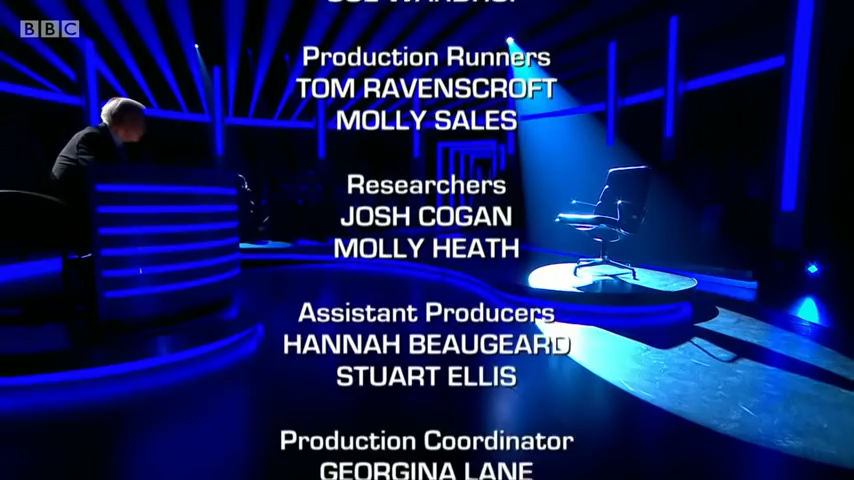 BBC
Production Runners
TOM RAVENSCROFT
MOLLY SALES
Researchers
JOSH COGAN
MOLLY HEATH
Assistant Producers
HANNAH BEAUGEARD
STUART ELLIS
Production Coordinator
GEORGINA LANE